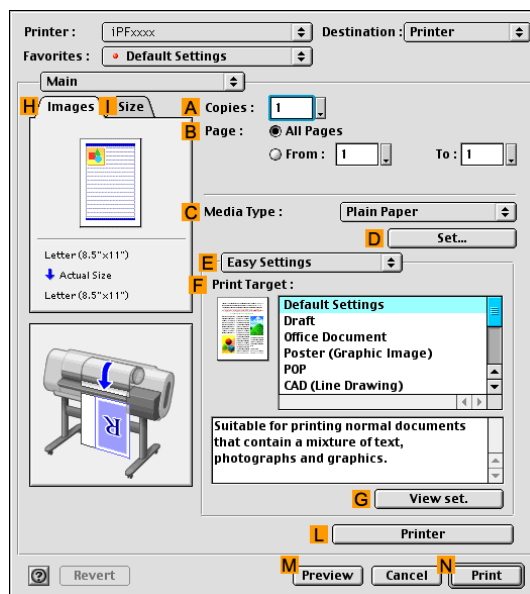 Printer : iPFxxxx Destination : Printer
Favorites : Default Settings
Main
H Images I Size
A Copies : 1
B Page : All Pages
From : 1 To : 1
C Media Type : Plain Paper
D Set...
Letter (8.5"x11")
Actual Size
Letter (8.5"x11")
E Easy Settings
F Print Target :
Default Settings
Draft
Office Document
Poster (Graphic Image)
POP
CAD (Line Drawing)
R
Suitable for printing normal documents
that contain a mixture of text,
photographs and graphics.
G View set.
L Printer
? Revert M Preview Cancel N Print